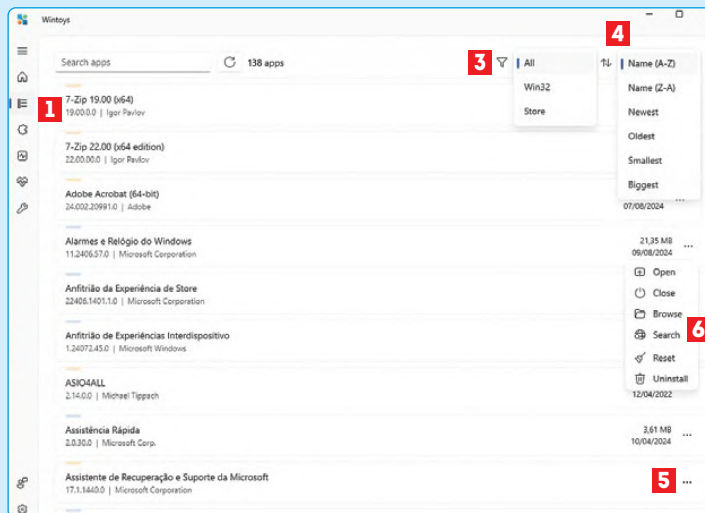 Wintoys
Search apps
138 apps
3
All
Win32
Store
4
Name (A-Z)
Name (Z-A)
Newest
Oldest
Smallest
Biggest
1
7-Zip 19.00 (x64)
19.00.0.0 | Igor Pavlov
7-Zip 22.00 (x64 edition)
22.00.00.0 | Igor Pavlov
Adobe Acrobat (64-bit)
24.002.20991.0 | Adobe
07/08/2024
...
Alarmes e Relógio do Windows
11.2406.57.0 | Microsoft Corporation
21,35 MB
09/08/2024
...
Anfitrião da Experiência de Store
22406.1401.1.0 | Microsoft Corporation
Anfitrião de Experiências Interdispositivo
1.24072.45.0 | Microsoft Windows
Open
Close
Browse
Search
Reset
Uninstall
6
ASIO4ALL
2.14.0.0 | Michael Tippach
12/04/2022
Assistência Rápida
2.0.30.0 | Microsoft Corp.
3,61 MB
10/04/2024
...
Assistente de Recuperação e Suporte da Microsoft
17.1.1440.0 | Microsoft Corporation
5
...